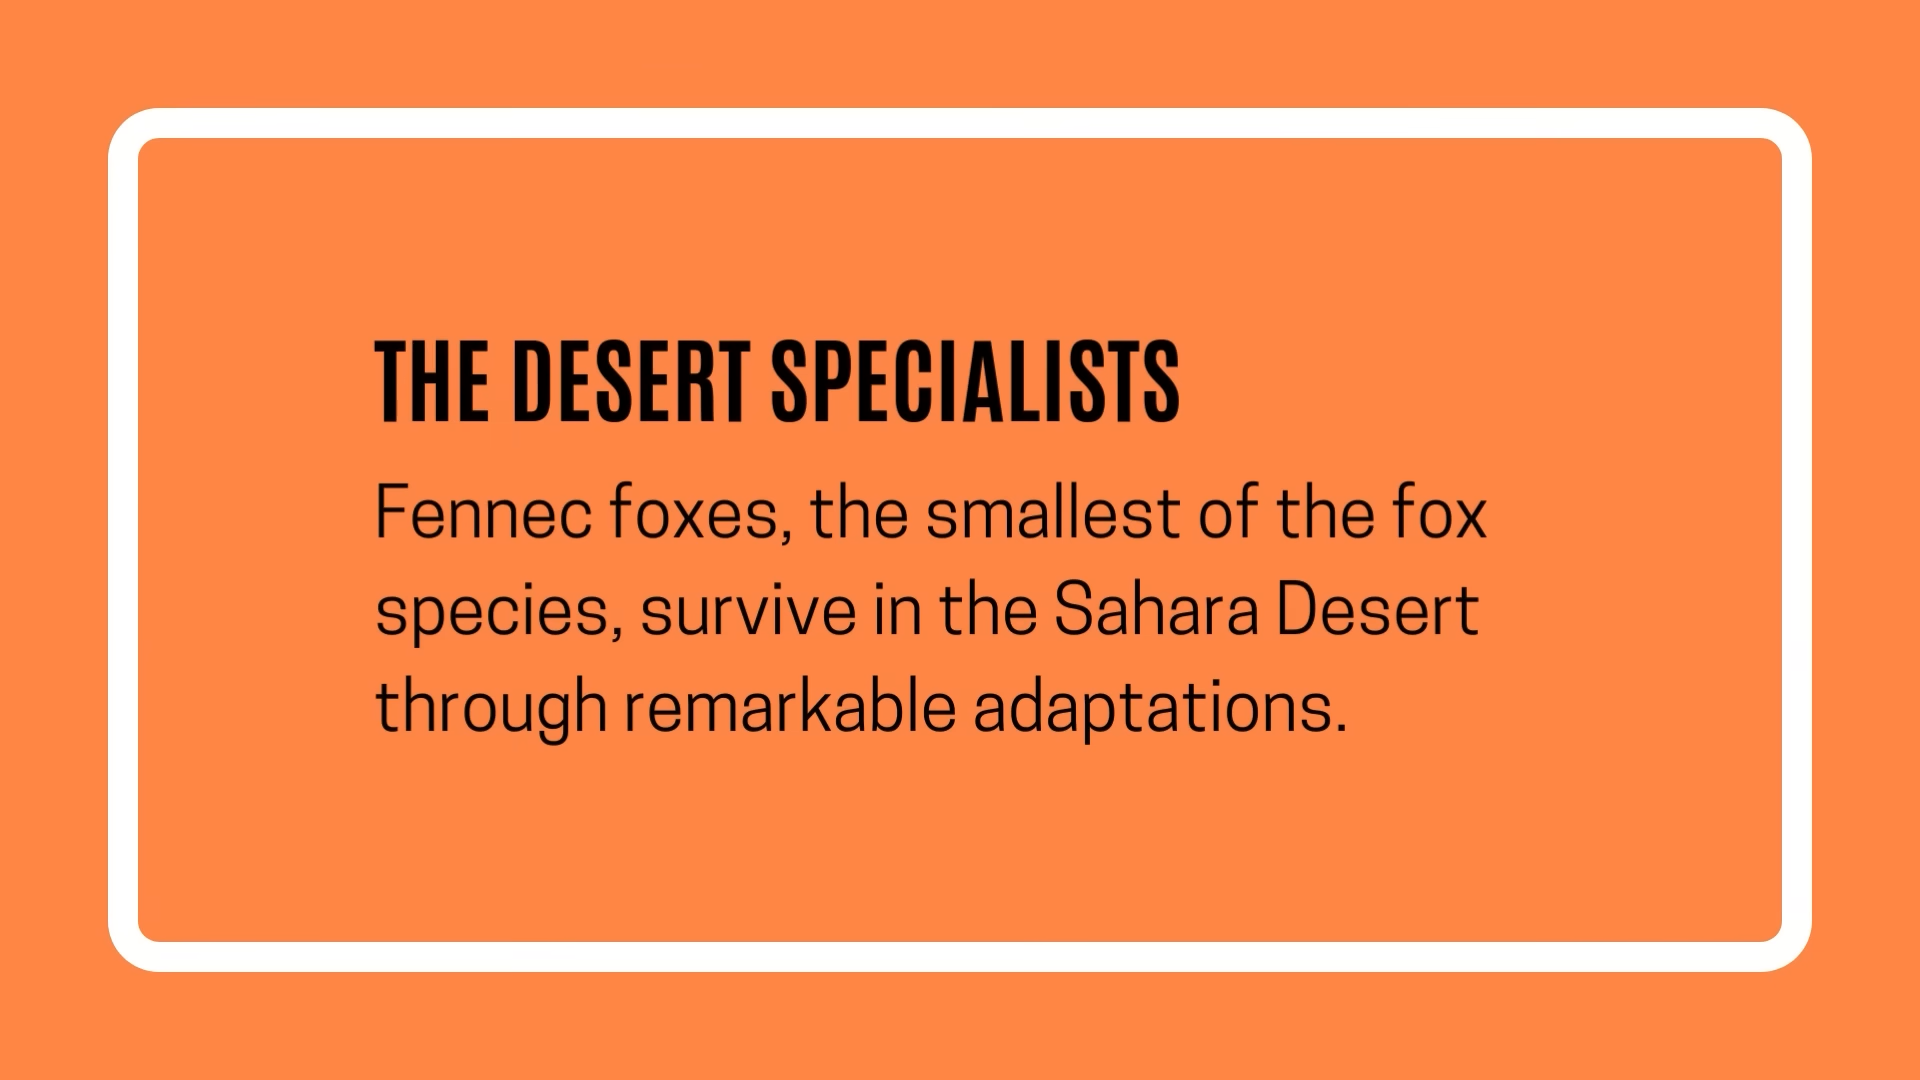 THE DESERT SPECIALISTS
Fennec foxes, the smallest of the fox
species, survive in the Sahara Desert
through remarkable adaptations.